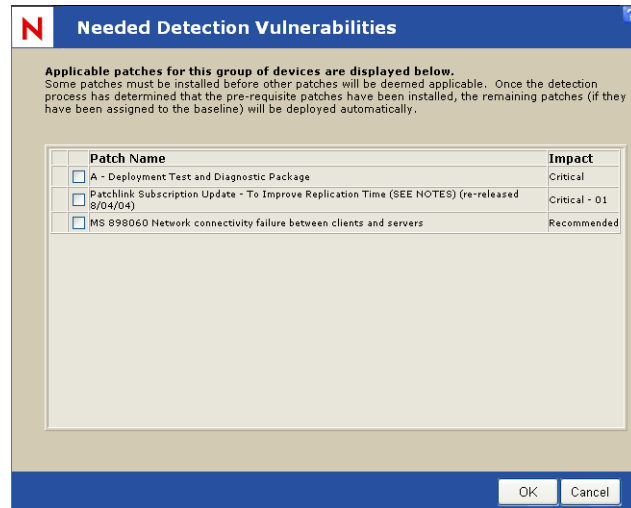 N Needed Detection Vulnerabilities ?
Applicable patches for this group of devices are displayed below.
Some patches must be installed before other patches will be deemed applicable. Once the detection
process has determined that the pre-requisite patches have been installed, the remaining patches (if they
have been assigned to the baseline) will be deployed automatically.
Patch Name Impact
A - Deployment Test and Diagnostic Package Critical
Patchlink Subscription Update - To Improve Replication Time (SEE NOTES) (re-released
8/04/04) Critical - 01
MS 898060 Network connectivity failure between clients and servers Recommended
OK Cancel